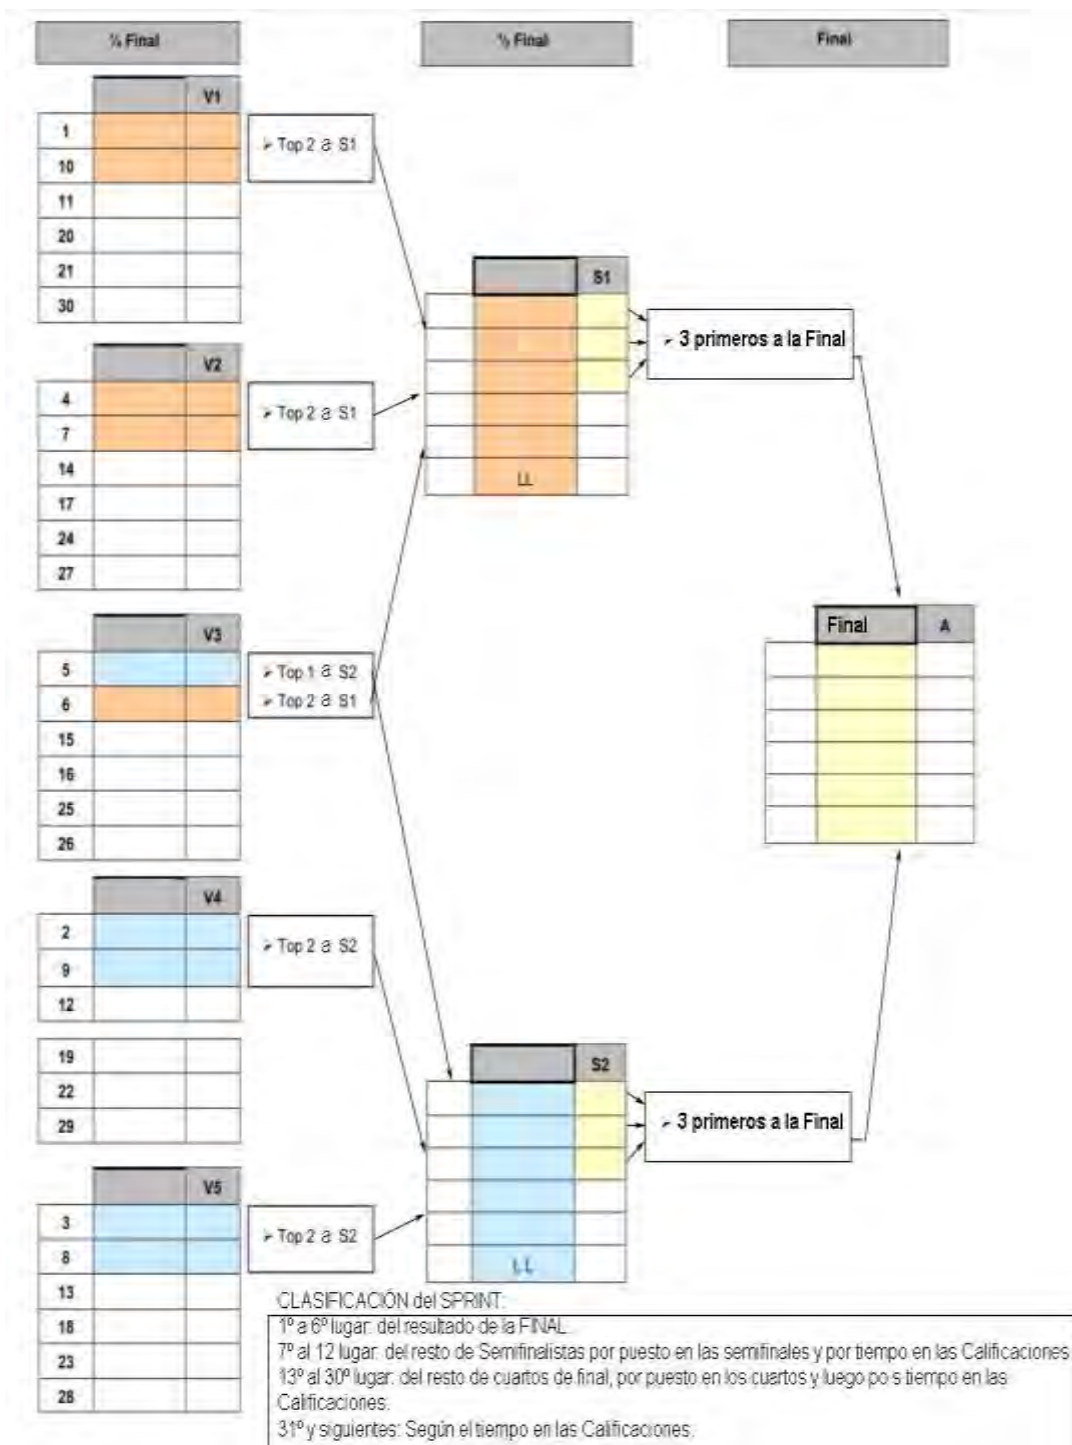 ¼ Final
½ Final
Final
V1
1
10
11
20
21
30
➢ Top 2 a S1
V2
4
7
14
17
24
27
➢ Top 2 a S1
V3
5
6
15
16
25
26
➢ Top 1 a S2
➢ Top 2 a S1
V4
2
9
12
19
22
29
➢ Top 2 a S2
V5
3
8
13
18
23
28
➢ Top 2 a S2
S1
LL
➢ 3 primeros a la Final
S2
LL
➢ 3 primeros a la Final
Final A
CLASIFICACIÓN del SPRINT:
1º a 6º lugar: del resultado de la FINAL
7º al 12 lugar: del resto de Semifinalistas por puesto en las semifinales y por tiempo en las Calificaciones
13º al 30º lugar: del resto de cuartos de final, por puesto en los cuartos y luego po s tiempo en las
Calificaciones.
31º y siguientes: Según el tiempo en las Calificaciones.